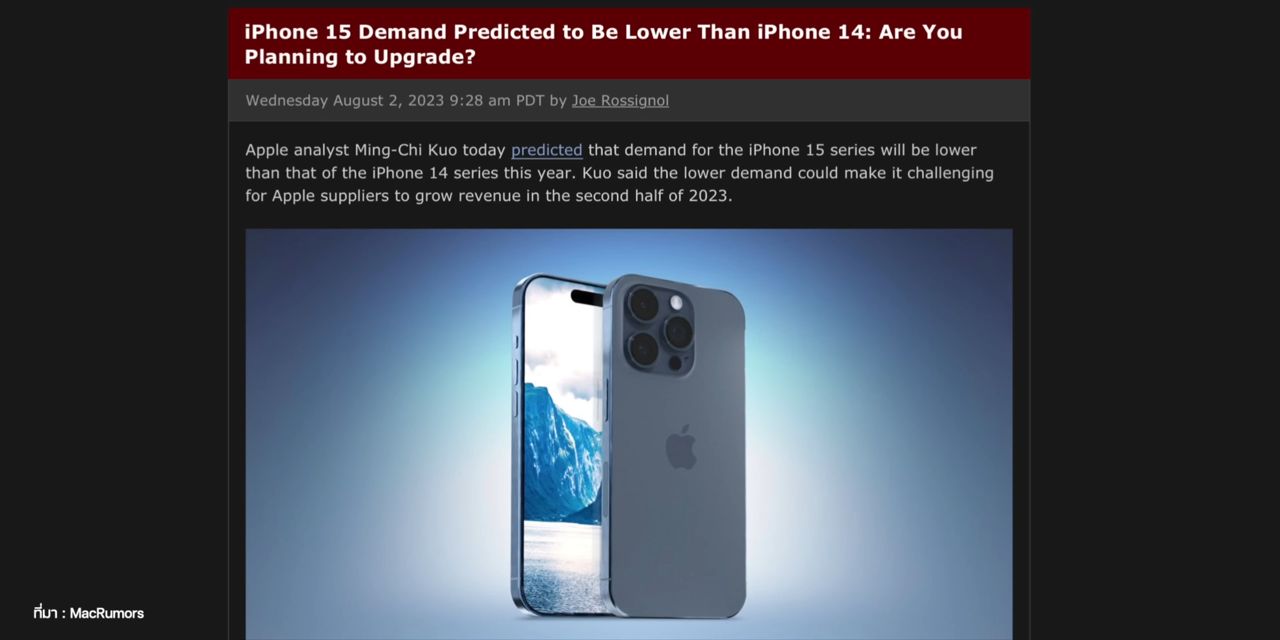 iPhone 15 Demand Predicted to Be Lower Than iPhone 14: Are You
Planning to Upgrade?
Wednesday August 2, 2023 9:28 am PDT by Joe Rossignol
Apple analyst Ming-Chi Kuo today predicted that demand for the iPhone 15 series will be lower
than that of the iPhone 14 series this year. Kuo said the lower demand could make it challenging
for Apple suppliers to grow revenue in the second half of 2023.
ที่มา : MacRumors